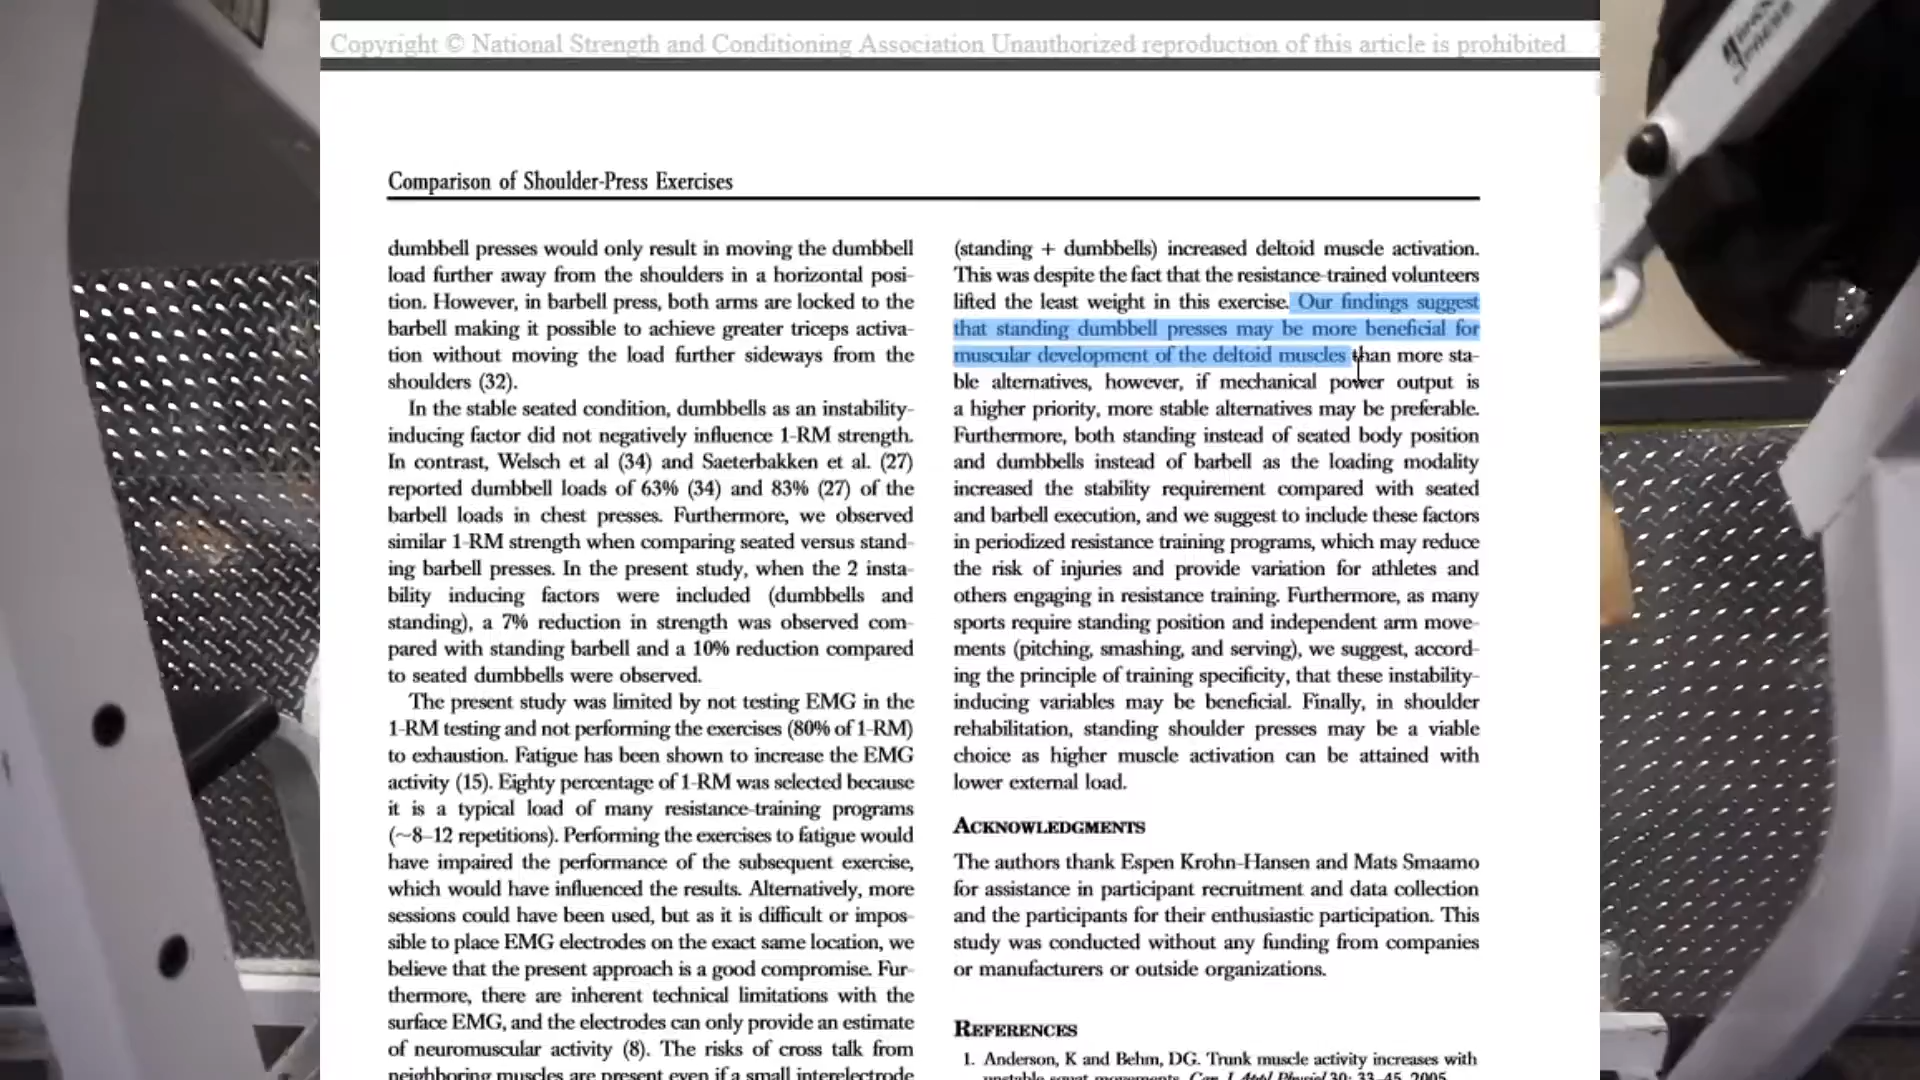 Copyright © National Strength and Conditioning Association Unauthorized reproduction of this article is prohibited
Comparison of Shoulder-Press Exercises
dumbbell presses would only result in moving the dumbbell
load further away from the shoulders in a horizontal posi-
tion. However, in barbell press, both arms are locked to the
barbell making it possible to achieve greater triceps activa-
tion without moving the load further sideways from the
shoulders (32).
In the stable seated condition, dumbbells as an instability-
inducing factor did not negatively influence 1-RM strength.
In contrast, Welsch et al (34) and Saeterbakken et al. (27)
reported dumbbell loads of 63% (34) and 83% (27) of the
barbell loads in chest presses. Furthermore, we observed
similar 1-RM strength when comparing seated versus stand-
ing barbell presses. In the present study, when the 2 insta-
bility inducing factors were included (dumbbells and
standing), a 7% reduction in strength was observed com-
pared with standing barbell and a 10% reduction compared
to seated dumbbells were observed.
The present study was limited by not testing EMG in the
1-RM testing and not performing the exercises (80% of 1-RM)
to exhaustion. Fatigue has been shown to increase the EMG
activity (15). Eighty percentage of 1-RM was selected because
it is a typical load of many resistance-training programs
(~8–12 repetitions). Performing the exercises to fatigue would
have impaired the performance of the subsequent exercise,
which would have influenced the results. Alternatively, more
sessions could have been used, but as it is difficult or impos-
sible to place EMG electrodes on the exact same location, we
believe that the present approach is a good compromise. Fur-
thermore, there are inherent technical limitations with the
surface EMG, and the electrodes can only provide an estimate
of neuromuscular activity (8). The risks of cross talk from
neighboring muscles are present even if a small interelectrode
(standing + dumbbells) increased deltoid muscle activation.
This was despite the fact that the resistance-trained volunteers
lifted the least weight in this exercise. Our findings suggest
that standing dumbbell presses may be more beneficial for
muscular development of the deltoid muscles than more sta-
ble alternatives, however, if mechanical power output is
a higher priority, more stable alternatives may be preferable.
Furthermore, both standing instead of seated body position
and dumbbells instead of barbell as the loading modality
increased the stability requirement compared with seated
and barbell execution, and we suggest to include these factors
in periodized resistance training programs, which may reduce
the risk of injuries and provide variation for athletes and
others engaging in resistance training. Furthermore, as many
sports require standing position and independent arm move-
ments (pitching, smashing, and serving), we suggest, accord-
ing the principle of training specificity, that these instability-
inducing variables may be beneficial. Finally, in shoulder
rehabilitation, standing shoulder presses may be a viable
choice as higher muscle activation can be attained with
lower external load.
ACKNOWLEDGMENTS
The authors thank Espen Krohn-Hansen and Mats Smaamo
for assistance in participant recruitment and data collection
and the participants for their enthusiastic participation. This
study was conducted without any funding from companies
or manufacturers or outside organizations.
REFERENCES
1. Anderson, K and Behm, DG. Trunk muscle activity increases with
unstable squat movements. Can J Appl Physiol 30: 33–45, 2005.